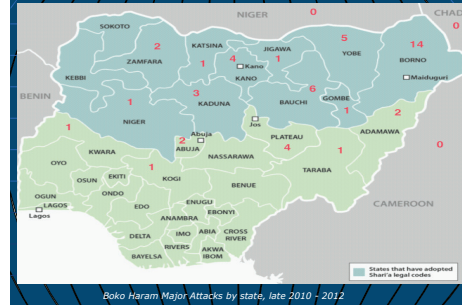 NIGER
0
CHAD
0
SOKOTO
2
ZAMFARA
KATSINA
1
4
Kano
KANO
JIGAWA
1
5
YOBE
14
BORNO
Maiduguri
KEBBI
BENIN
1
NIGER
3
KADUNA
6
BAUCHI
GOMBE
1
2
ADAMAWA
1
Abuja
2
ABUJA
Jos
PLATEAU
4
1
TARABA
0
KWARA
OYO
1
KOGI
NASSARAWA
OSUN
EKITI
BENUE
ONDO
OGUN
LAGOS
Lagos
EDO
ENUGU
EBONYI
ANAMBRA
CAMEROON
DELTA
IMO
ABIA
CROSS
RIVER
RIVERS
AKWA
IBOM
BAYELSA
States that have adopted
Shari'a legal codes
Boko Haram Major Attacks by state, late 2010 - 2012